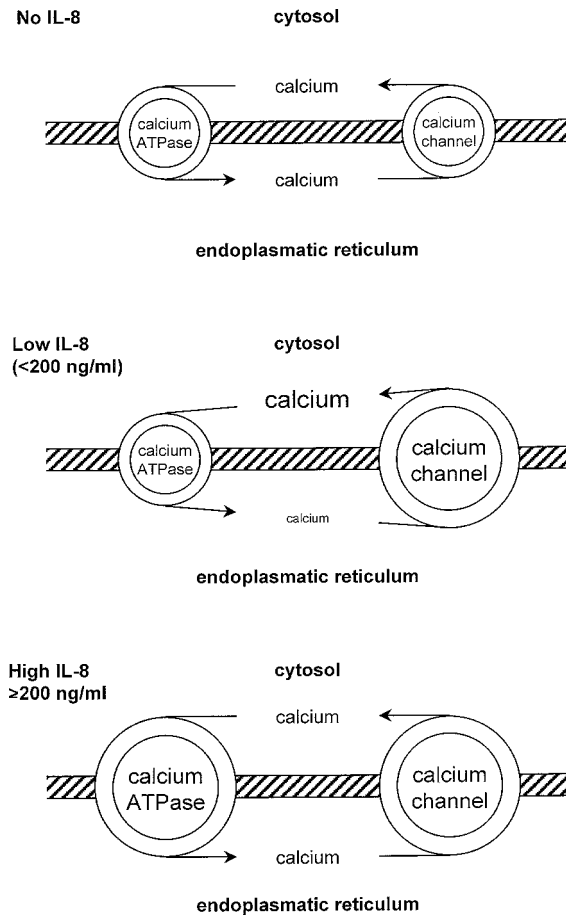 No IL-8
cytosol
calcium
calcium
ATPase
calcium
channel
calcium
endoplasmatic reticulum
Low IL-8
(<200 ng/ml)
cytosol
calcium
calcium
ATPase
calcium
channel
calcium
endoplasmatic reticulum
High IL-8
≥200 ng/ml
cytosol
calcium
calcium
ATPase
calcium
channel
calcium
endoplasmatic reticulum